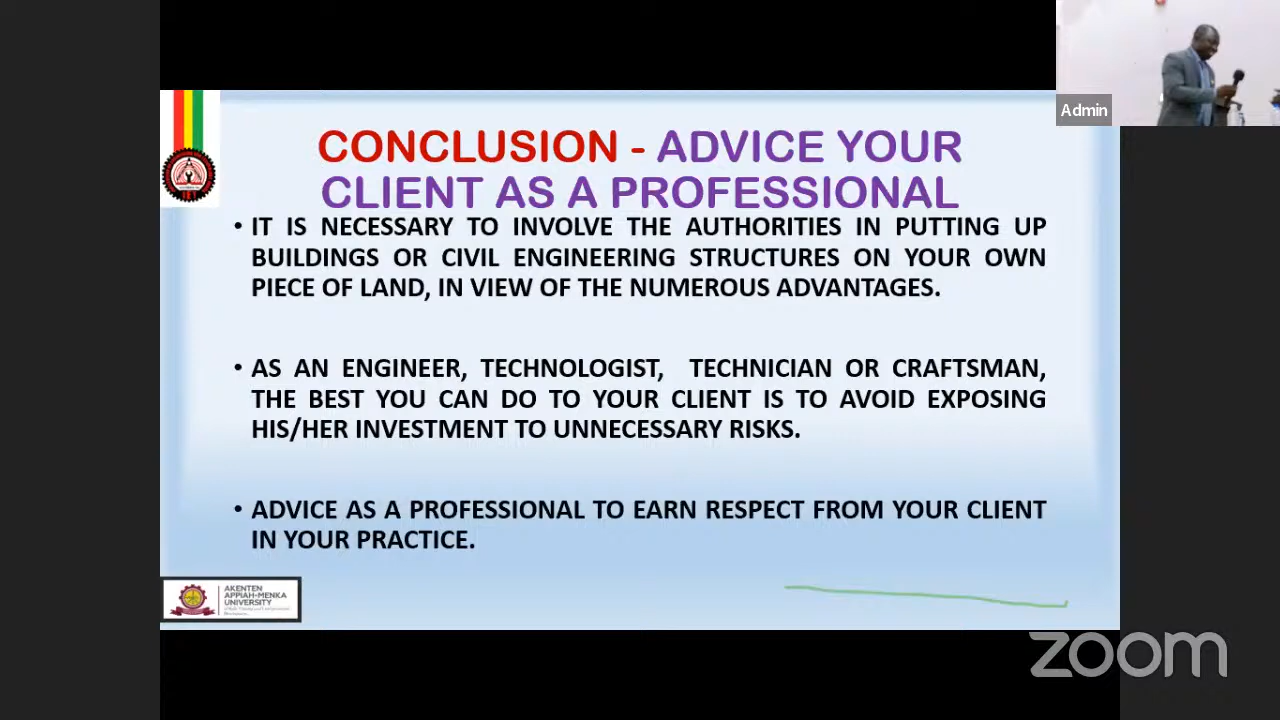 Admin
CONCLUSION - ADVICE YOUR
CLIENT AS A PROFESSIONAL
• IT IS NECESSARY TO INVOLVE THE AUTHORITIES IN PUTTING UP
BUILDINGS OR CIVIL ENGINEERING STRUCTURES ON YOUR OWN
PIECE OF LAND, IN VIEW OF THE NUMEROUS ADVANTAGES.
• AS AN ENGINEER, TECHNOLOGIST, TECHNICIAN OR CRAFTSMAN,
THE BEST YOU CAN DO TO YOUR CLIENT IS TO AVOID EXPOSING
HIS/HER INVESTMENT TO UNNECESSARY RISKS.
• ADVICE AS A PROFESSIONAL TO EARN RESPECT FROM YOUR CLIENT
IN YOUR PRACTICE.
AKENTEN
APPIAH-MENKA
UNIVERSITY
zoom